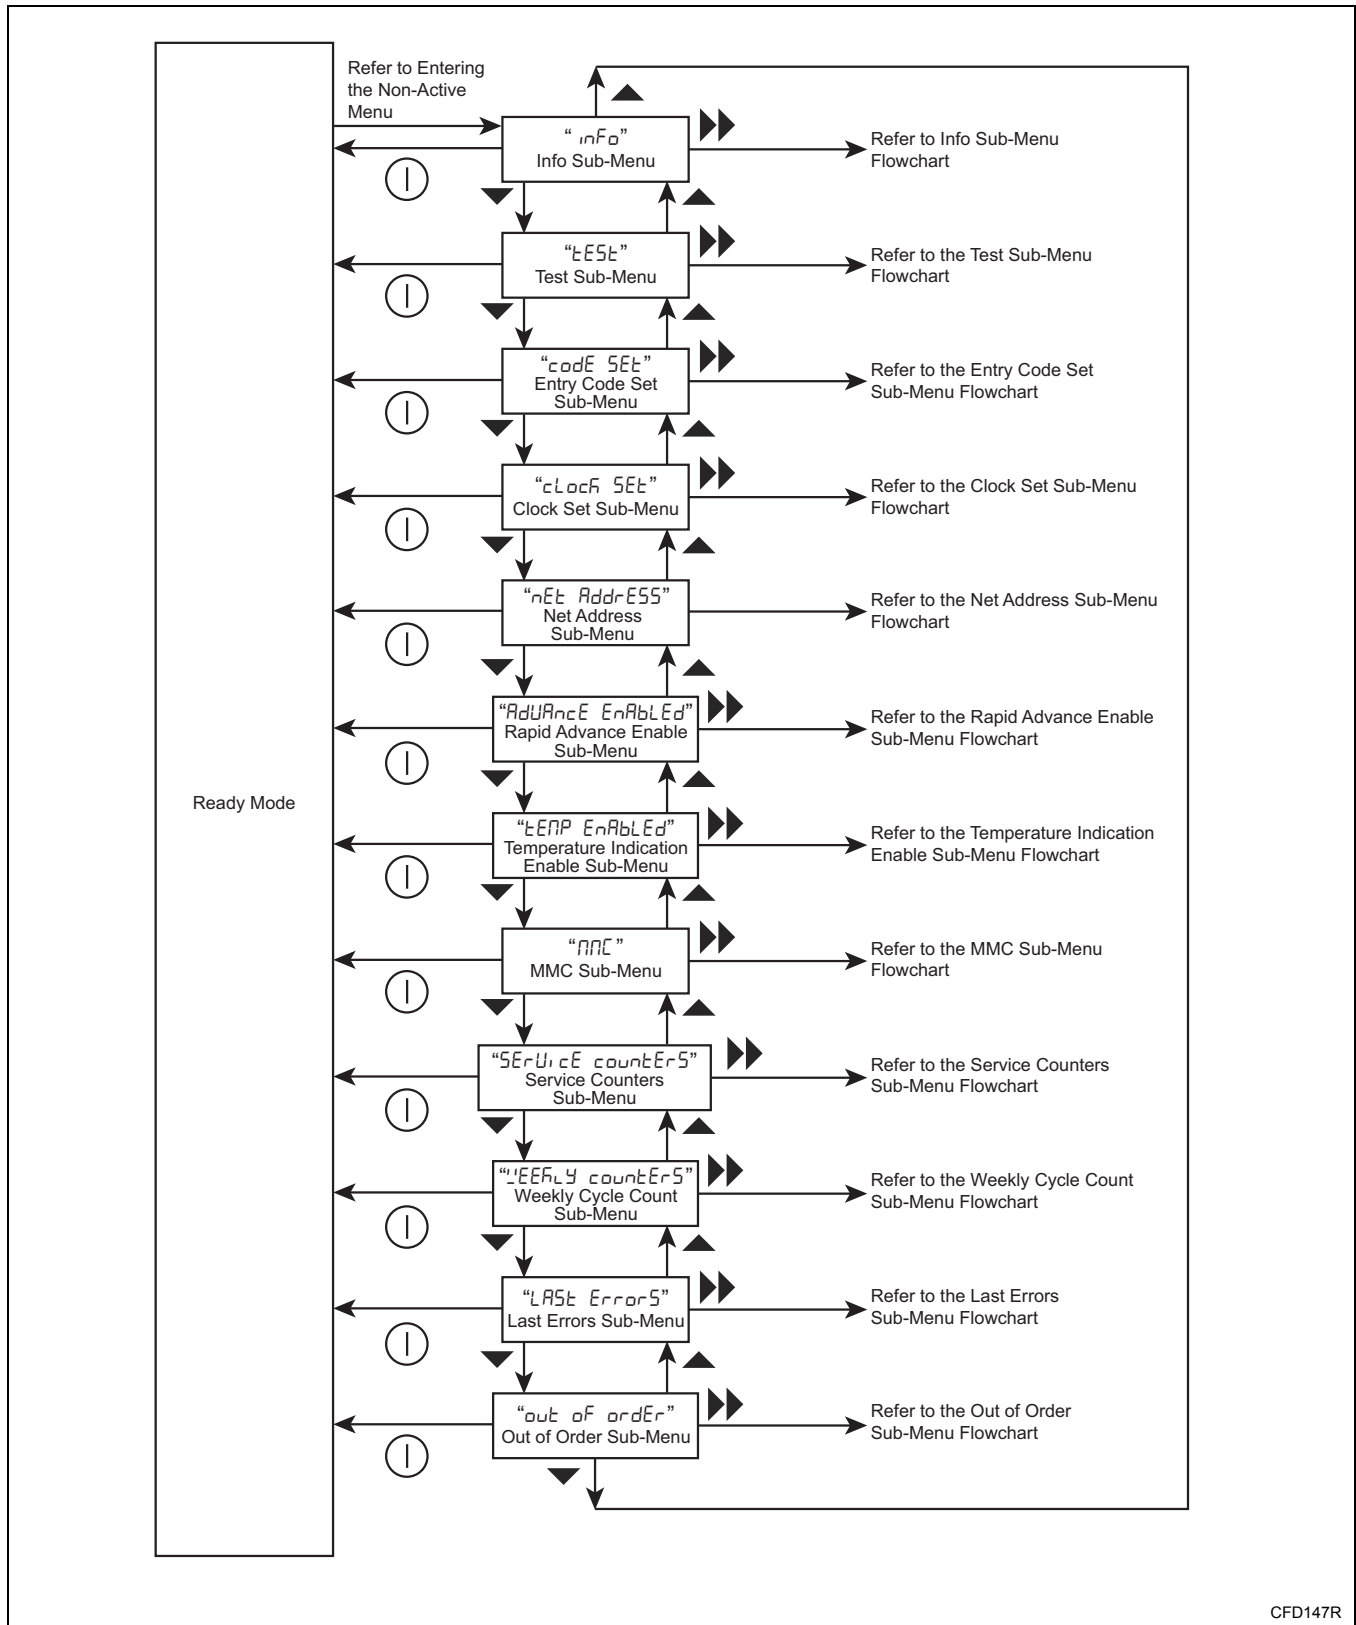 Refer to Entering
the Non-Active
Menu
"inFo"
Info Sub-Menu
Refer to Info Sub-Menu
Flowchart
"tESt"
Test Sub-Menu
Refer to the Test Sub-Menu
Flowchart
"codE SEt"
Entry Code Set
Sub-Menu
Refer to the Entry Code Set
Sub-Menu Flowchart
"cLocK SEt"
Clock Set Sub-Menu
Refer to the Clock Set Sub-Menu
Flowchart
"nEt AddrESS"
Net Address
Sub-Menu
Refer to the Net Address Sub-Menu
Flowchart
"AdUAncE EnAbLEd"
Rapid Advance Enable
Sub-Menu
Refer to the Rapid Advance Enable
Sub-Menu Flowchart
Ready Mode
"tEMP EnAbLEd"
Temperature Indication
Enable Sub-Menu
Refer to the Temperature Indication
Enable Sub-Menu Flowchart
"MMC"
MMC Sub-Menu
Refer to the MMC Sub-Menu
Flowchart
"SErUicE countErS"
Service Counters
Sub-Menu
Refer to the Service Counters
Sub-Menu Flowchart
"WEEKLY countErS"
Weekly Cycle Count
Sub-Menu
Refer to the Weekly Cycle Count
Sub-Menu Flowchart
"LASt ErrorS"
Last Errors Sub-Menu
Refer to the Last Errors
Sub-Menu Flowchart
"out oF ordEr"
Out of Order Sub-Menu
Refer to the Out of Order
Sub-Menu Flowchart
CFD147R